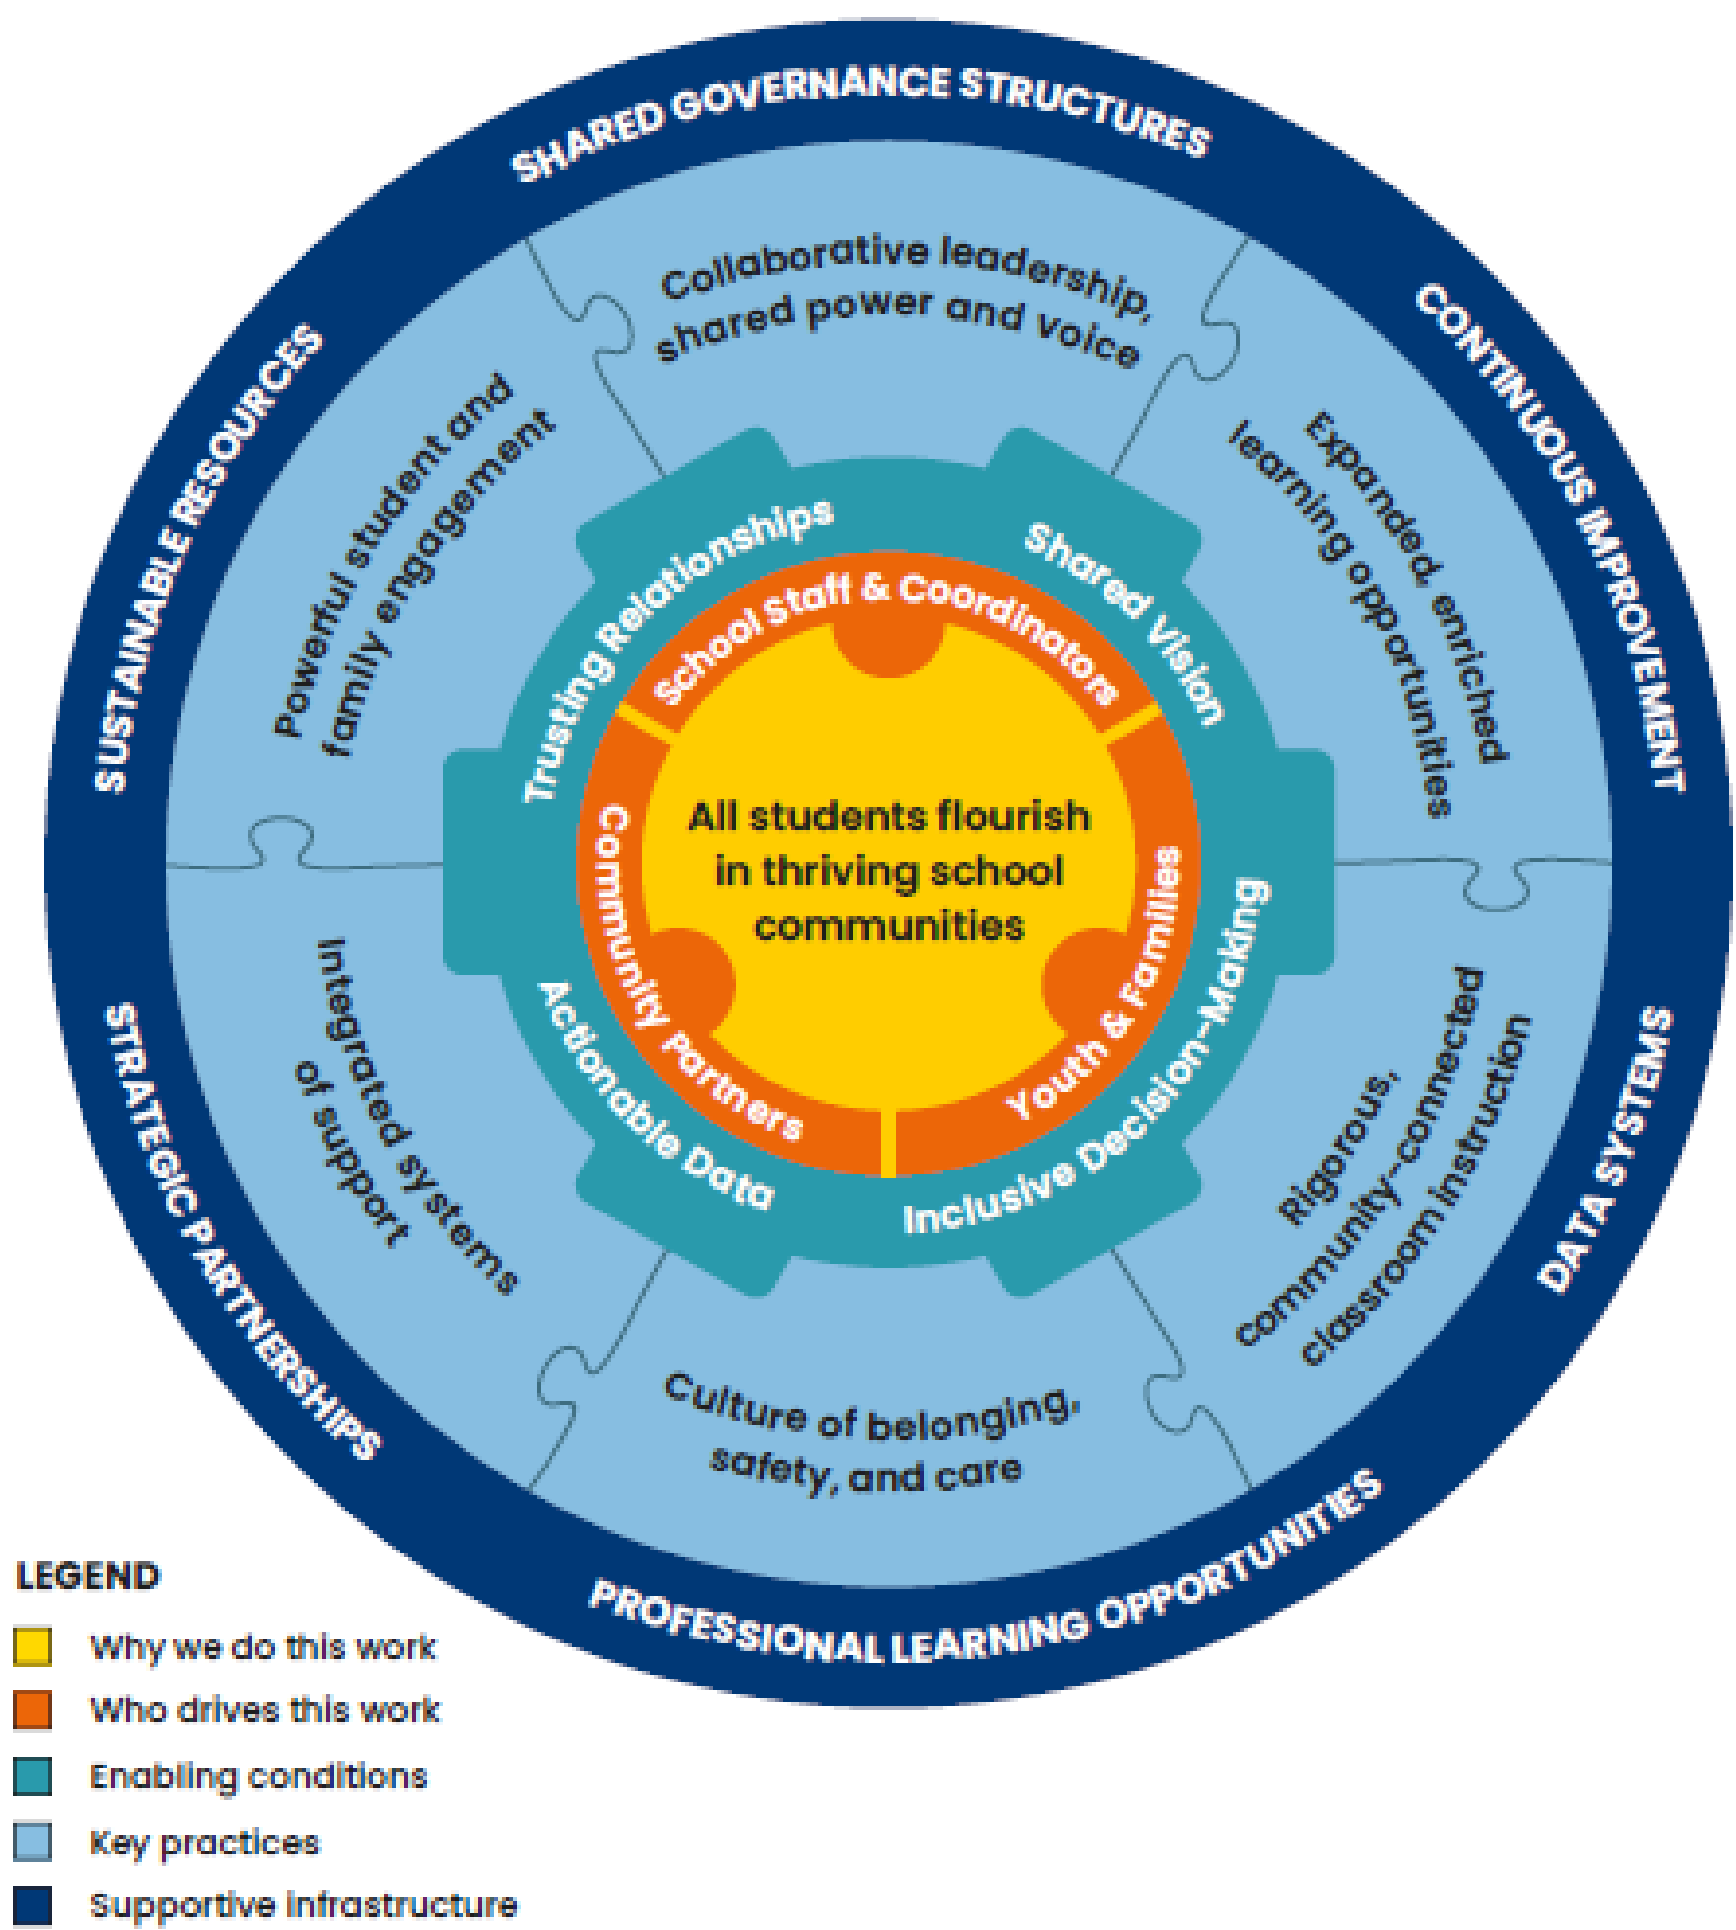 SHARED GOVERNANCE STRUCTURES
CONTINUOUS IMPROVEMENT
DATA SYSTEMS
PROFESSIONAL LEARNING OPPORTUNITIES
STRATEGIC PARTNERSHIPS
SUSTAINABLE RESOURCES
Collaborative leadership,
shared power and voice
Expanded, enriched
learning opportunities
Rigorous,
community-connected
classroom instruction
Culture of belonging,
safety, and care
Integrated systems
of support
Powerful student and
family engagement
Trusting Relationships
Shared Vision
Inclusive Decision-Making
Actionable Data
School Staff & Coordinators
Youth & Families
Community Partners
All students flourish
in thriving school
communities
LEGEND
Why we do this work
Who drives this work
Enabling conditions
Key practices
Supportive infrastructure